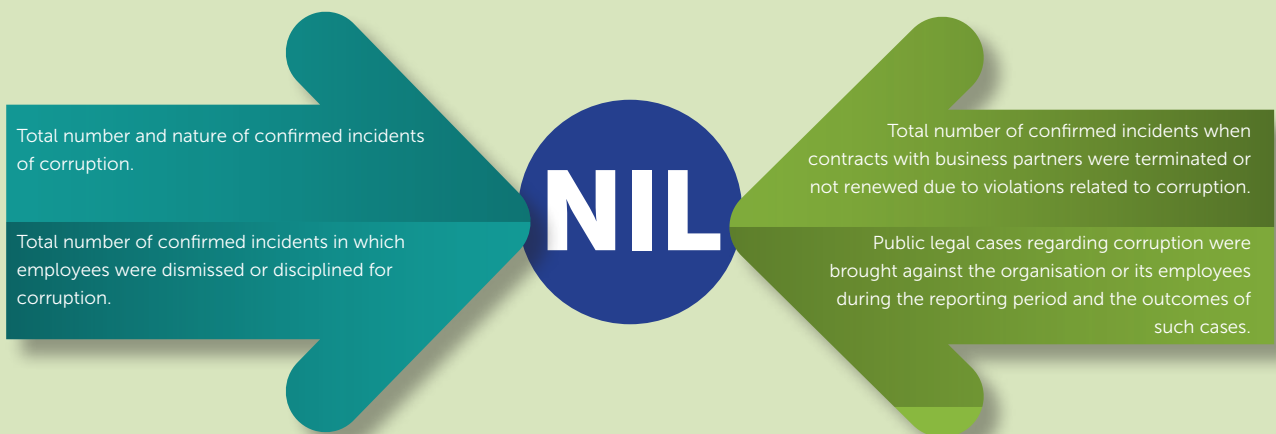 Total number and nature of confirmed incidents
of corruption.
Total number of confirmed incidents in which
employees were dismissed or disciplined for
corruption.
NIL
Total number of confirmed incidents when
contracts with business partners were terminated or
not renewed due to violations related to corruption.
Public legal cases regarding corruption were
brought against the organisation or its employees
during the reporting period and the outcomes of
such cases.